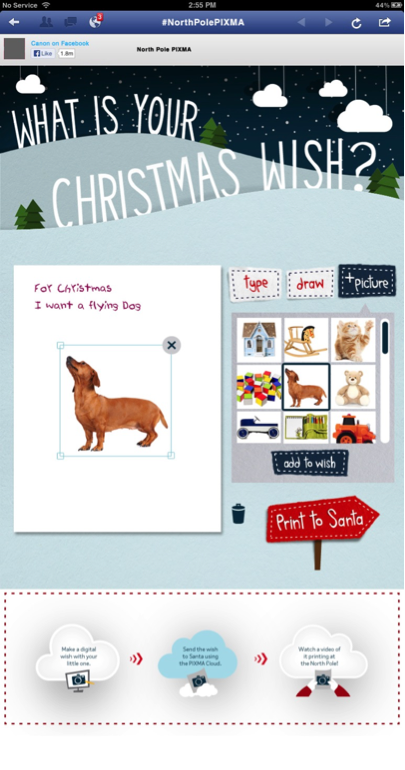 No Service
2:55 PM
44%
3
#NorthPolePIXMA
Canon on Facebook
Like
1.8m
North Pole PIXMA
WHAT IS YOUR
CHRISTMAS WISH?
For Christmas
I want a flying Dog
type
draw
+picture
add to wish
Print to Santa
Make a digital
wish with your
little one.
Send the wish
to Santa using
the PIXMA Cloud.
Watch a video of
it printing at
the North Pole!